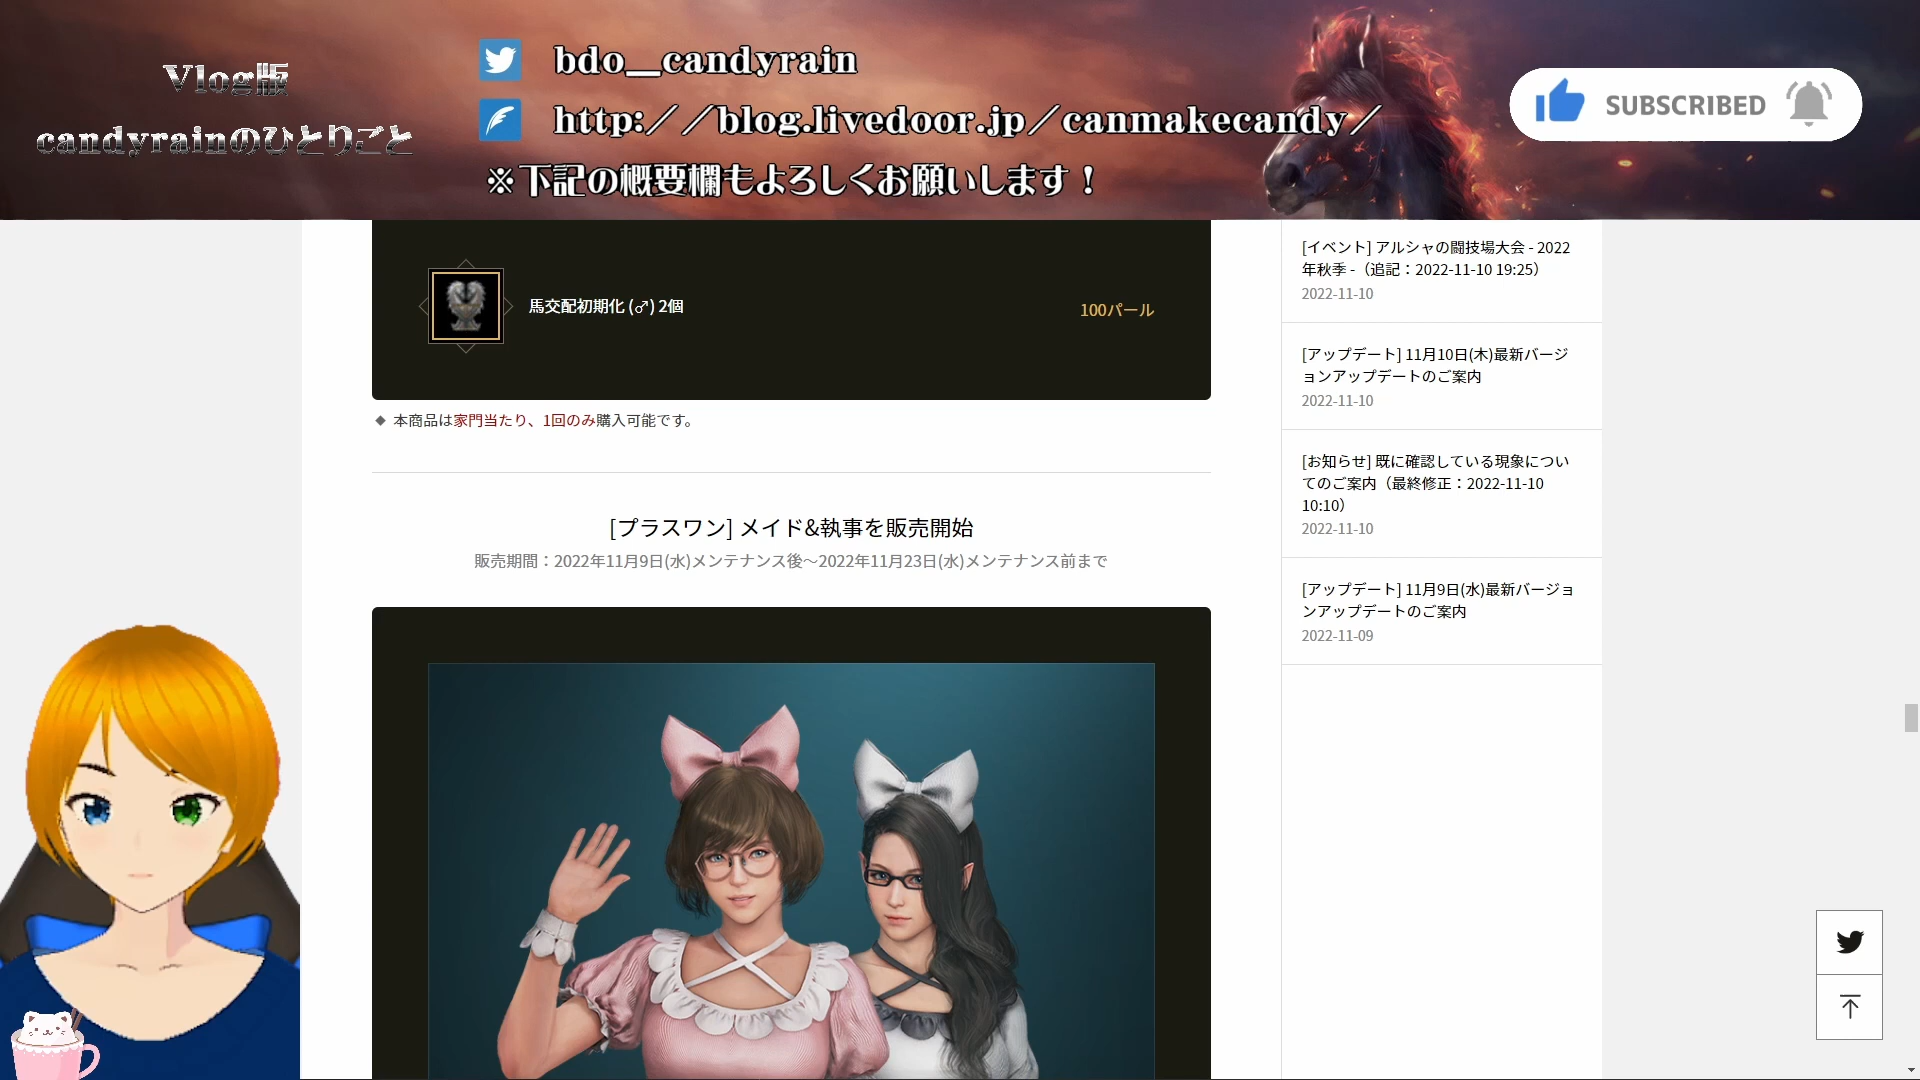 Vlog版
candyrainのひとりごと
bdo__candyrain
http://blog.livedoor.jp/canmakecandy/
※下記の概要欄もよろしくお願いします！
SUBSCRIBED
馬交配初期化 (♂) 2個
100パール
◆ 本商品は家門当たり、1回のみ購入可能です。
[プラスワン] メイド&執事を販売開始
販売期間：2022年11月9日(水)メンテナンス後～2022年11月23日(水)メンテナンス前まで
[イベント] アルシャの闘技場大会 - 2022
年秋季 -（追記：2022-11-10 19:25）
2022-11-10
[アップデート] 11月10日(木)最新バージ
ョンアップデートのご案内
2022-11-10
[お知らせ] 既に確認している現象につい
てのご案内（最終修正：2022-11-10
10:10）
2022-11-10
[アップデート] 11月9日(水)最新バージョ
ンアップデートのご案内
2022-11-09